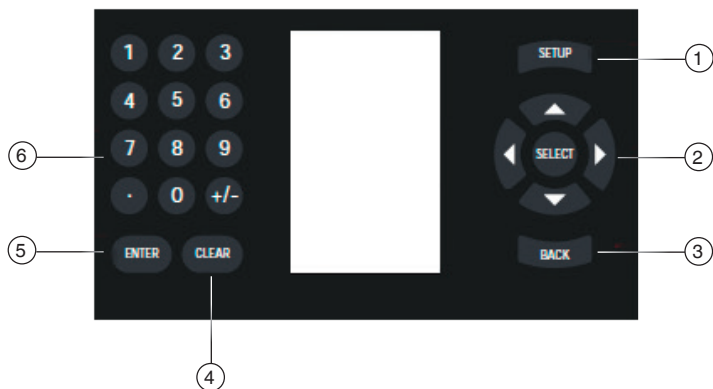 1 2 3 SETUP 1
4 5 6
7 8 9 SELECT 2
6
. 0 +/-
5 ENTER CLEAR BACK 3
4